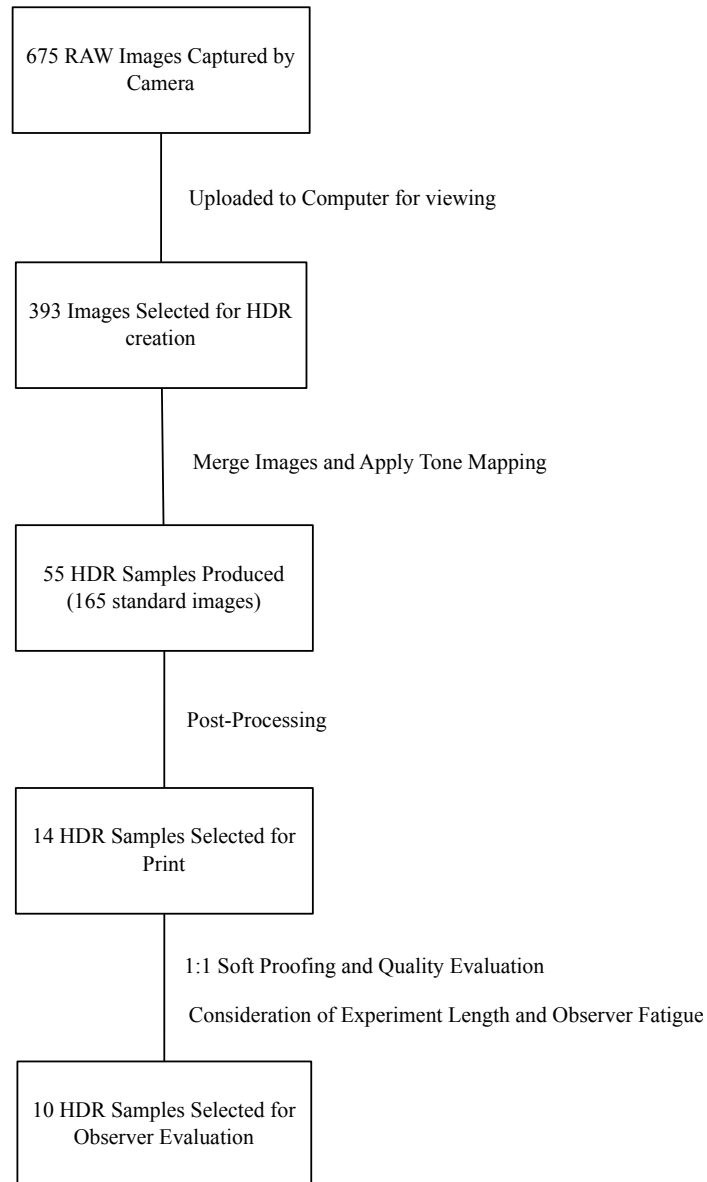 675 RAW Images Captured by
Camera
Uploaded to Computer for viewing
393 Images Selected for HDR
creation
Merge Images and Apply Tone Mapping
55 HDR Samples Produced
(165 standard images)
Post-Processing
14 HDR Samples Selected for
Print
1:1 Soft Proofing and Quality Evaluation
Consideration of Experiment Length and Observer Fatigue
10 HDR Samples Selected for
Observer Evaluation